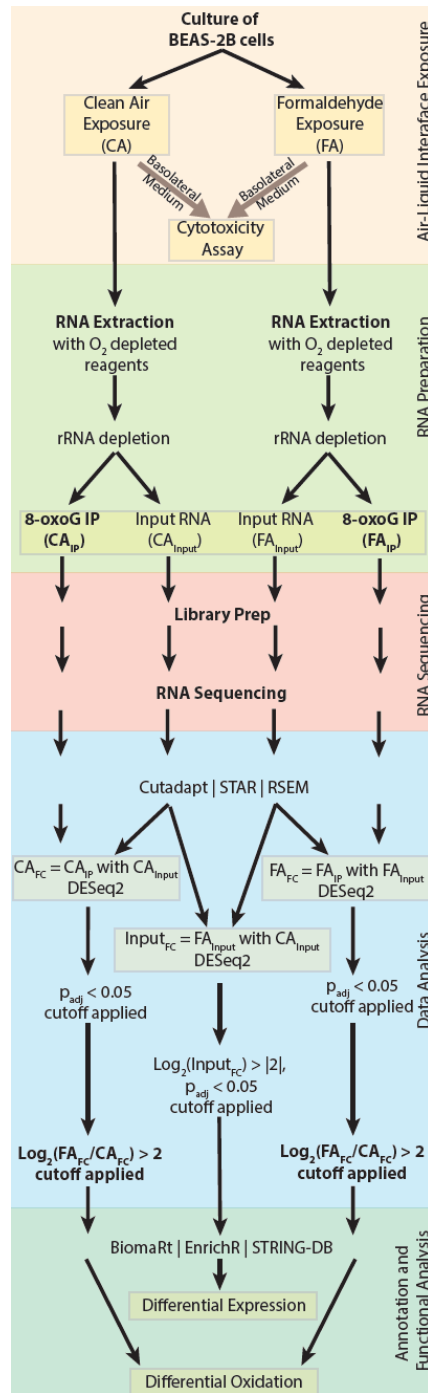 Culture of
BEAS-2B cells
Clean Air
Exposure
(CA)
Formaldehyde
Exposure
(FA)
Basolateral
Medium
Basolateral
Medium
Cytotoxicity
Assay
Air-Liquid Interaface Exposure
RNA Extraction
with O2 depleted
reagents
RNA Extraction
with O2 depleted
reagents
rRNA depletion
rRNA depletion
8-oxoG IP
(CAIP)
Input RNA
(CAInput)
Input RNA
(FAInput)
8-oxoG IP
(FAIP)
RNA Preparation
Library Prep
RNA Sequencing
RNA Sequencing
Cutadapt | STAR | RSEM
CAFC = CAIP with CAInput
DESeq2
FAFC = FAIP with FAInput
DESeq2
InputFC = FAInput with CAInput
DESeq2
padj < 0.05
cutoff applied
padj < 0.05
cutoff applied
Log2(InputFC) > |2|,
padj < 0.05
cutoff applied
Log2(FAFC/CAFC) > 2
cutoff applied
Log2(FAFC/CAFC) > 2
cutoff applied
Data Analysis
BiomaRt | EnrichR | STRING-DB
Differential Expression
Differential Oxidation
Annotation and
Functional Analysis